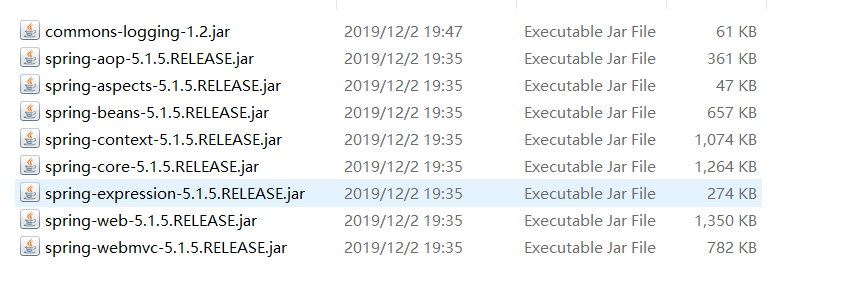 commons-logging-1.2.jar 2019/12/2 19:47 Executable Jar File 61 KB
spring-aop-5.1.5.RELEASE.jar 2019/12/2 19:35 Executable Jar File 361 KB
spring-aspects-5.1.5.RELEASE.jar 2019/12/2 19:35 Executable Jar File 47 KB
spring-beans-5.1.5.RELEASE.jar 2019/12/2 19:35 Executable Jar File 657 KB
spring-context-5.1.5.RELEASE.jar 2019/12/2 19:35 Executable Jar File 1,074 KB
spring-core-5.1.5.RELEASE.jar 2019/12/2 19:35 Executable Jar File 1,264 KB
spring-expression-5.1.5.RELEASE.jar 2019/12/2 19:35 Executable Jar File 274 KB
spring-web-5.1.5.RELEASE.jar 2019/12/2 19:35 Executable Jar File 1,350 KB
spring-webmvc-5.1.5.RELEASE.jar 2019/12/2 19:35 Executable Jar File 782 KB